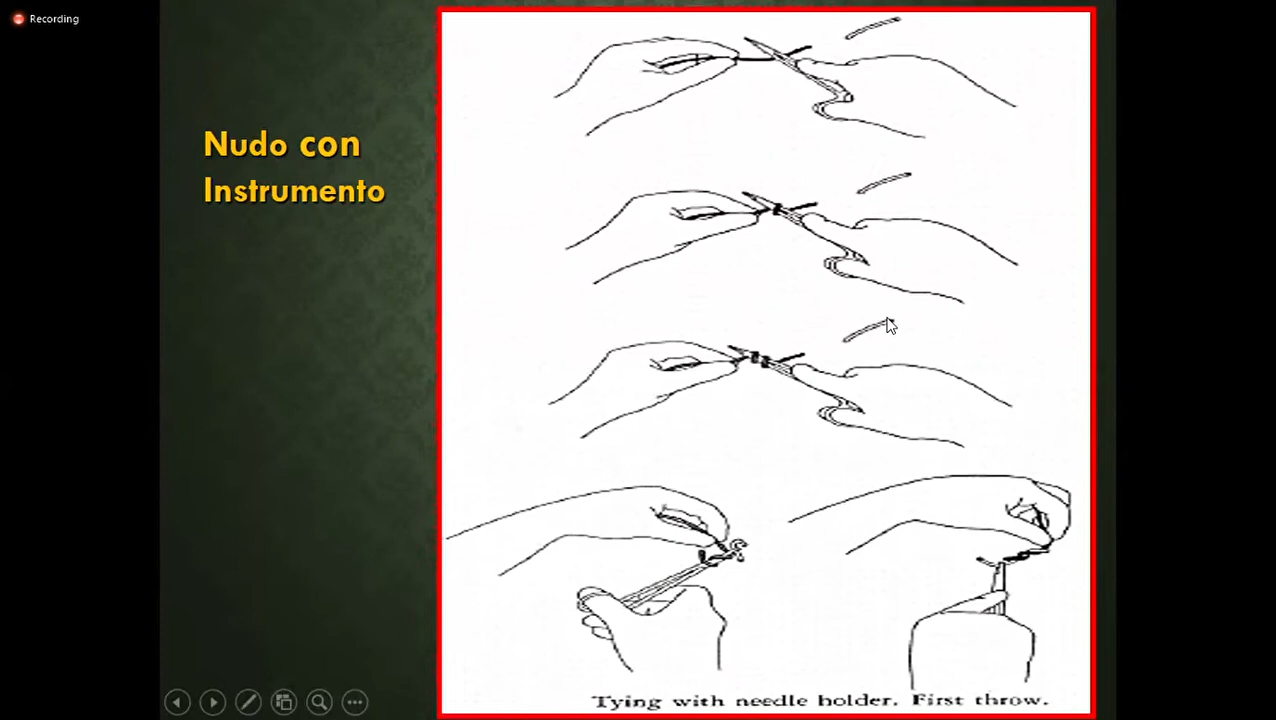 Recording
Nudo con
Instrumento
Tying with needle holder. First throw.